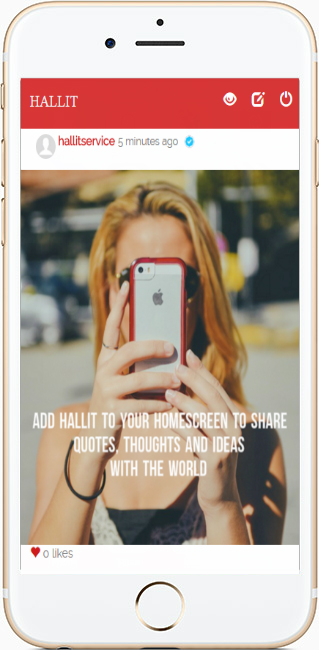 HALLIT
hallitservice 5 minutes ago
ADD HALLIT TO YOUR HOMESCREEN TO SHARE
QUOTES, THOUGHTS AND IDEAS
WITH THE WORLD
0 likes